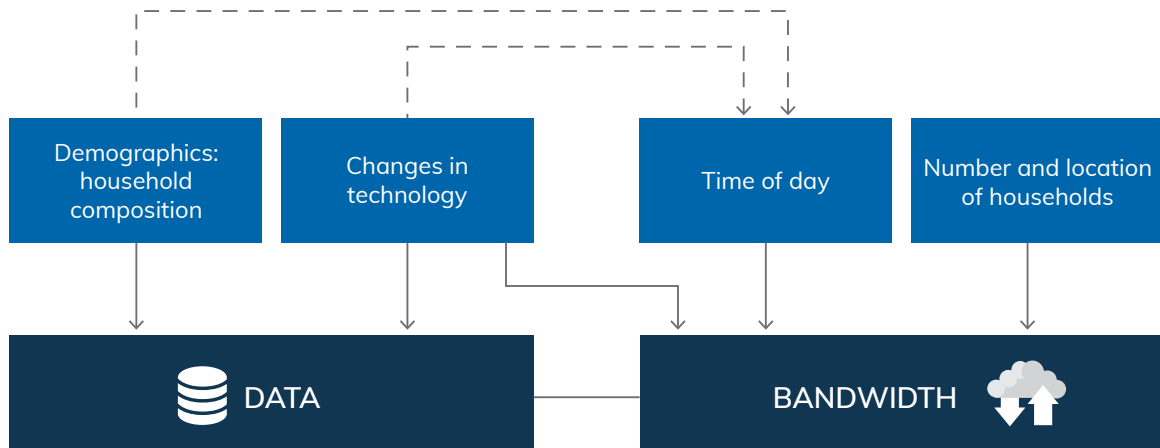 Demographics:
household
composition
Changes in
technology
Time of day
Number and location
of households
DATA
BANDWIDTH